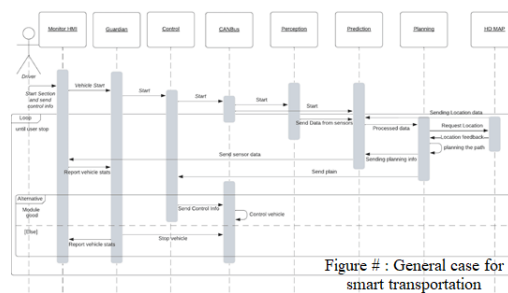 Monitor HMI
Guardian
Control
CANBus
Perception
Prediction
Planning
HD MAP
Driver
Start Section
and send
control info
Vehicle Start
Start
Start
Start
Start
Sending Location data
Loop
until user stop
Send Data from sensors
Processed data
Request Location
Location feedback
planning the path
Sending planning info
Send sensor data
Report vehicle stats
Send plain
Alternative
Module
good
Send Control Info
Control vehicle
[Else]
Report vehicle stats
Stop vehicle
Figure # : General case for
smart transportation